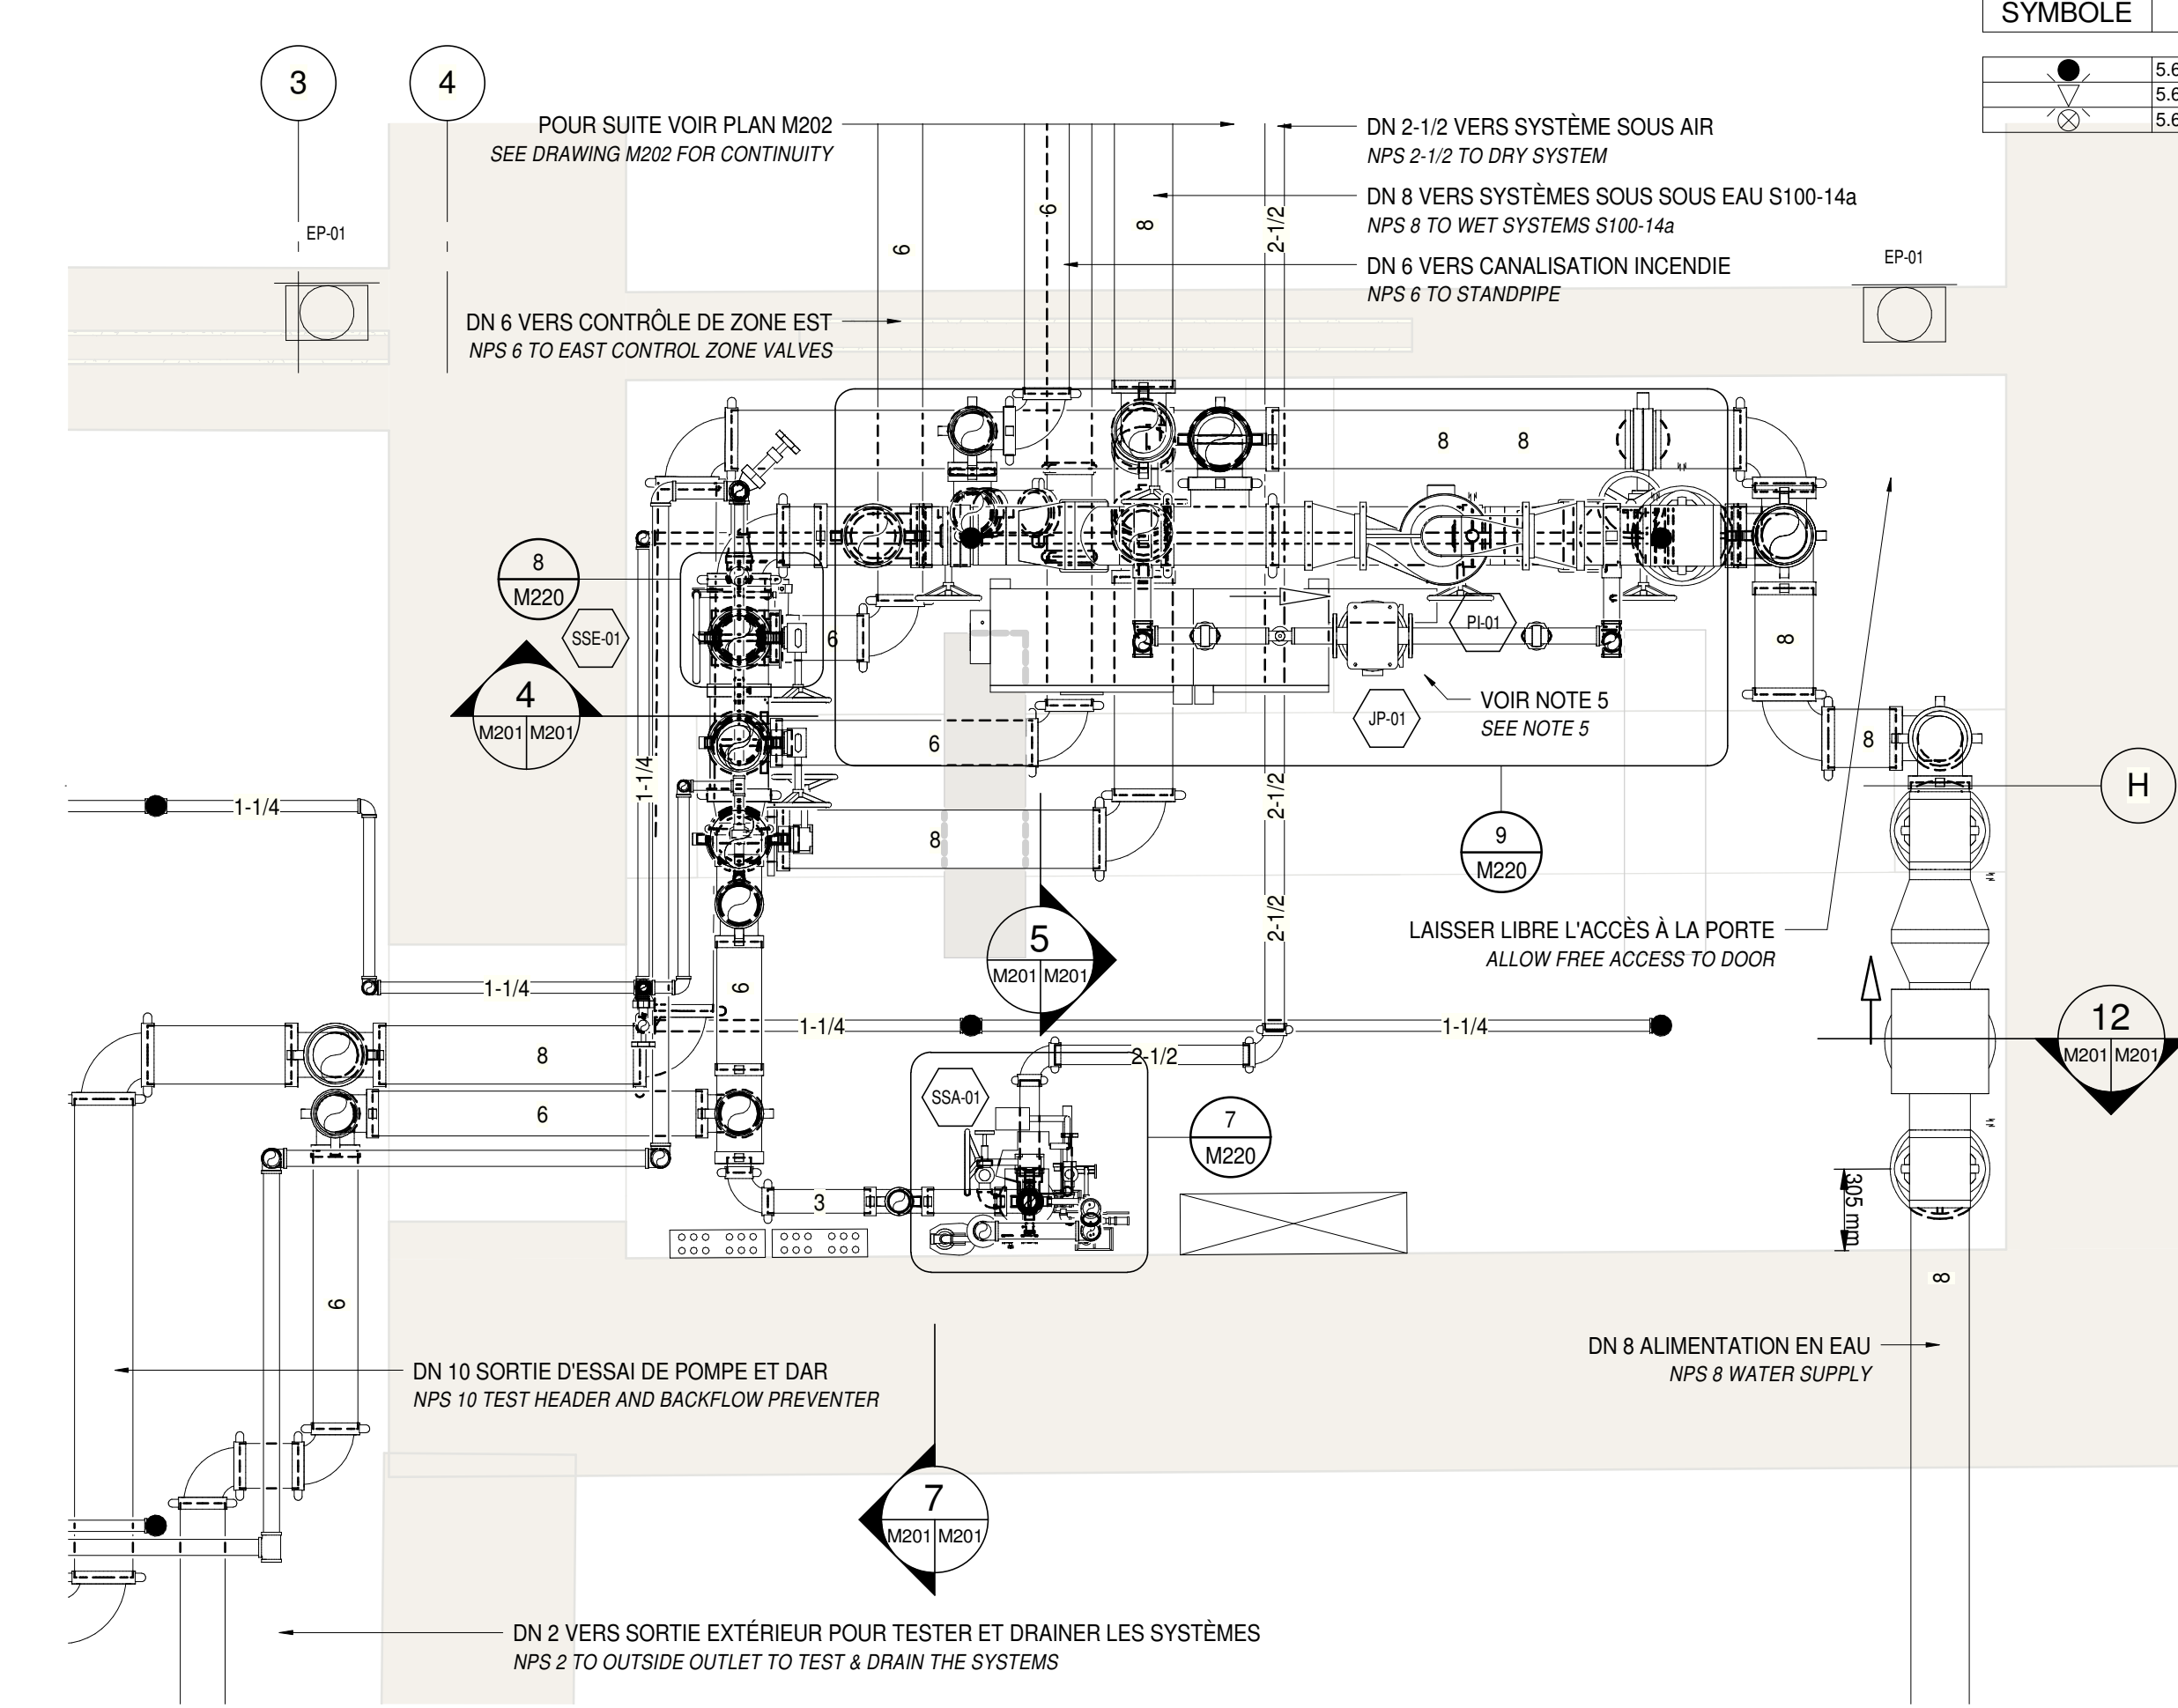 SYMBOLE
5.6
5.6
5.6
3
4
POUR SUITE VOIR PLAN M202
SEE DRAWING M202 FOR CONTINUITY
DN 2-1/2 VERS SYSTÈME SOUS AIR
NPS 2-1/2 TO DRY SYSTEM
DN 8 VERS SYSTÈMES SOUS SOUS EAU S100-14a
NPS 8 TO WET SYSTEMS S100-14a
EP-01
6
6
8
2-1/2
EP-01
DN 6 VERS CANALISATION INCENDIE
NPS 6 TO STANDPIPE
DN 6 VERS CONTRÔLE DE ZONE EST
NPS 6 TO EAST CONTROL ZONE VALVES
8
8
8
M220
SSE-01
6
PI-01
8
4
M201
M201
VOIR NOTE 5
SEE NOTE 5
JP-01
6
8
1-1/4
1-1/4
2-1/2
H
8
9
M220
2-1/2
5
M201
M201
LAISSER LIBRE L'ACCÈS À LA PORTE
ALLOW FREE ACCESS TO DOOR
1-1/4
6
1-1/4
1-1/4
12
M201
M201
8
2-1/2
SSA-01
6
7
M220
3
305 mm
6
8
DN 8 ALIMENTATION EN EAU
NPS 8 WATER SUPPLY
DN 10 SORTIE D'ESSAI DE POMPE ET DAR
NPS 10 TEST HEADER AND BACKFLOW PREVENTER
7
M201
M201
DN 2 VERS SORTIE EXTÉRIEUR POUR TESTER ET DRAINER LES SYSTÈMES
NPS 2 TO OUTSIDE OUTLET TO TEST & DRAIN THE SYSTEMS